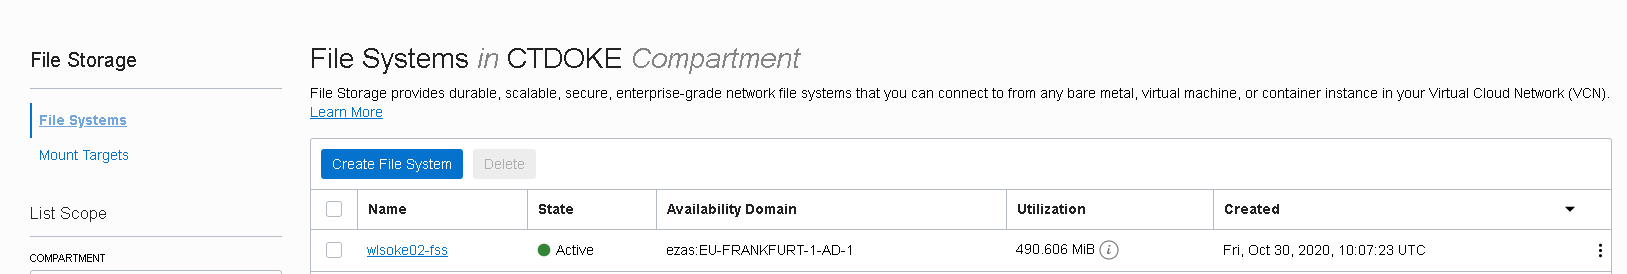 File Storage
File Systems
Mount Targets
List Scope
COMPARTMENT
File Systems in CTDOKE Compartment
File Storage provides durable, scalable, secure, enterprise-grade network file systems that you can connect to from any bare metal, virtual machine, or container instance in your Virtual Cloud Network (VCN).
Learn More
Create File System Delete
Name State Availability Domain Utilization Created
wlsoke02-fss Active ezas:EU-FRANKFURT-1-AD-1 490.606 MiB i Fri, Oct 30, 2020, 10:07:23 UTC